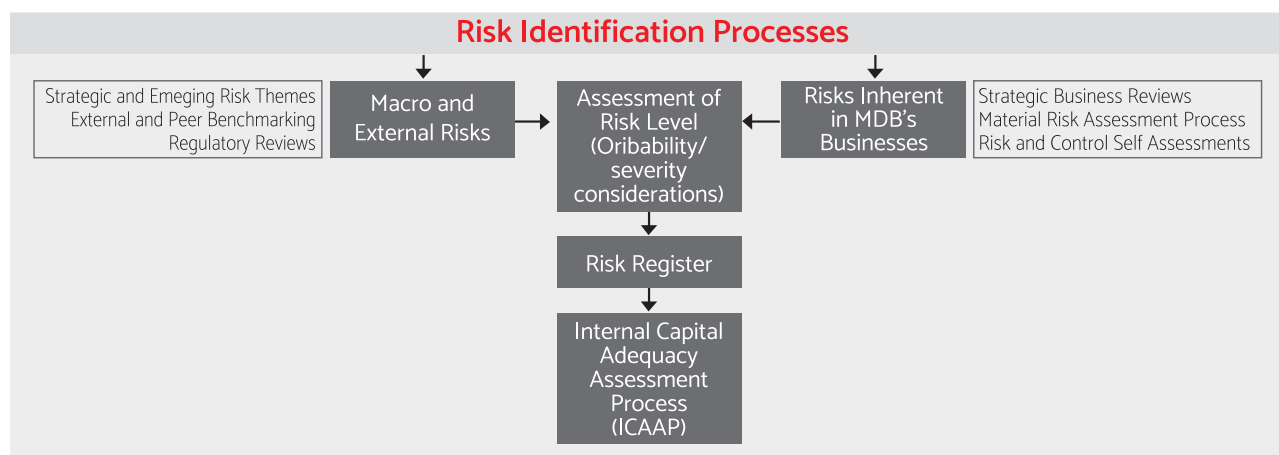 Risk Identification Processes
Strategic and Emeging Risk Themes
External and Peer Benchmarking
Regulatory Reviews
Macro and
External Risks
Assessment of
Risk Level
(Oribability/
severity
considerations)
Risks Inherent
in MDB's
Businesses
Strategic Business Reviews
Material Risk Assessment Process
Risk and Control Self Assessments
Risk Register
Internal Capital
Adequacy
Assessment
Process
(ICAAP)